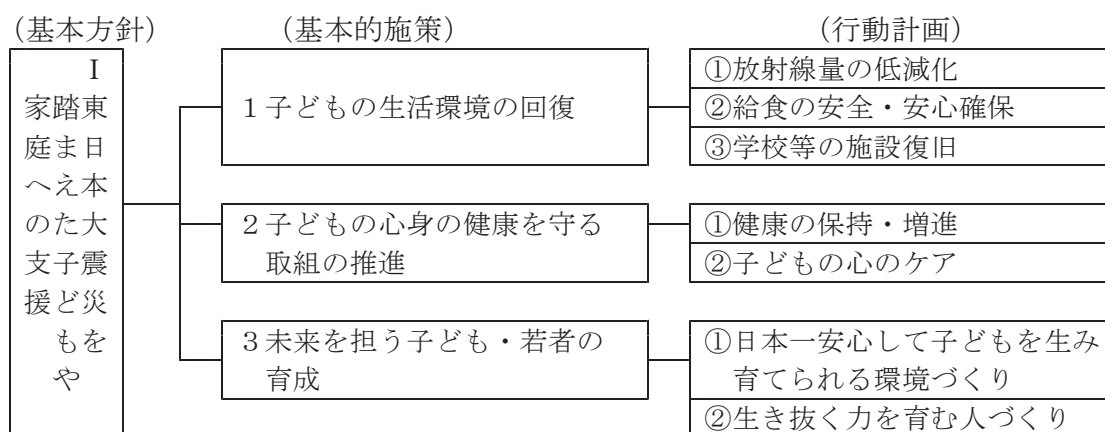 (基本方針)
(基本的施策)
(行動計画)
Ⅰ
東日本大震災を
踏まえた子どもや
家庭への支援
1子どもの生活環境の回復
①放射線量の低減化
②給食の安全・安心確保
③学校等の施設復旧
2子どもの心身の健康を守る
取組の推進
①健康の保持・増進
②子どもの心のケア
3未来を担う子ども・若者の
育成
①日本一安心して子どもを生み
育てられる環境づくり
②生き抜く力を育む人づくり